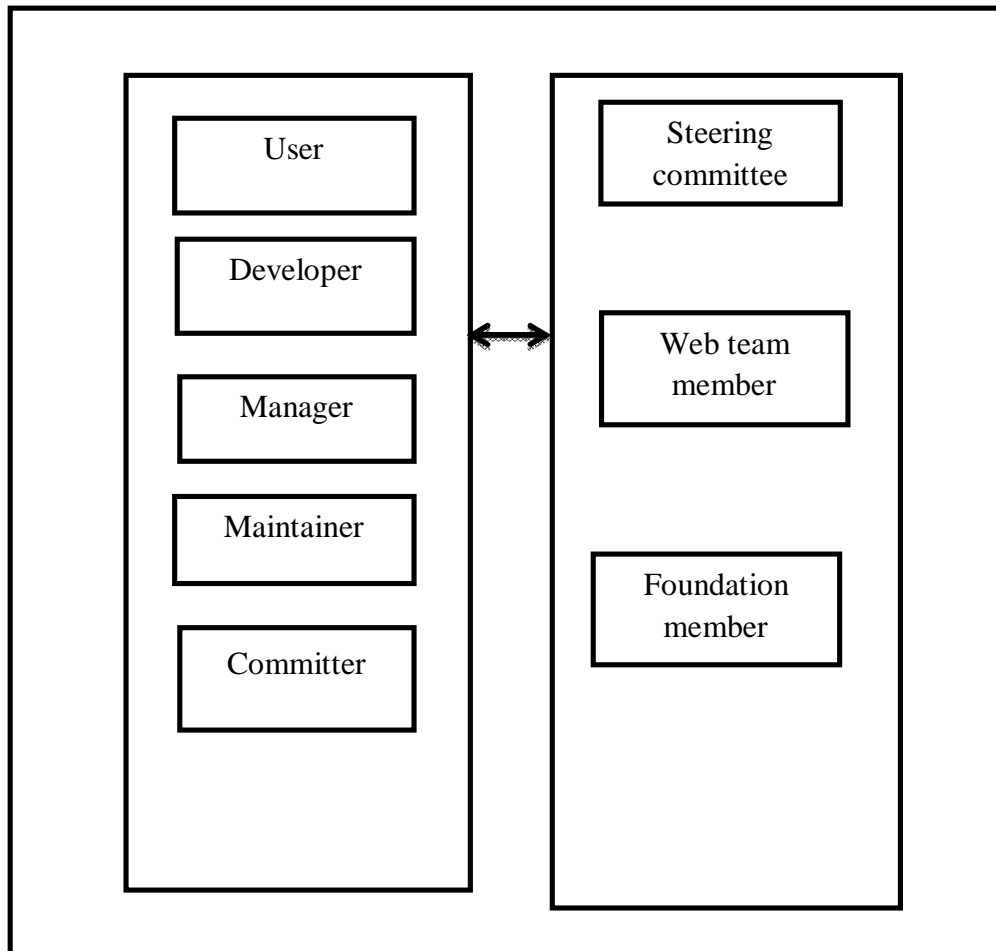 User
Developer
Manager
Maintainer
Committer
Steering
committee
Web team
member
Foundation
member